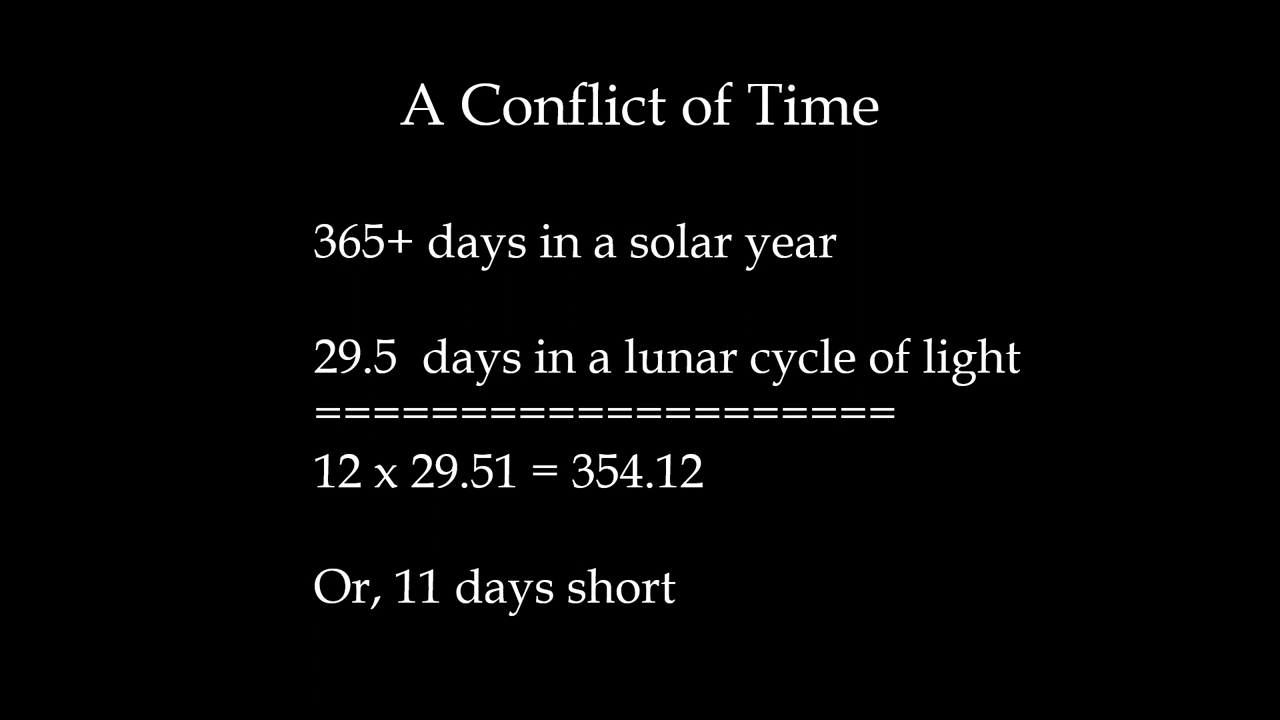 A Conflict of Time
365+ days in a solar year
29.5  days in a lunar cycle of light
====================
12 x 29.51 = 354.12
Or, 11 days short